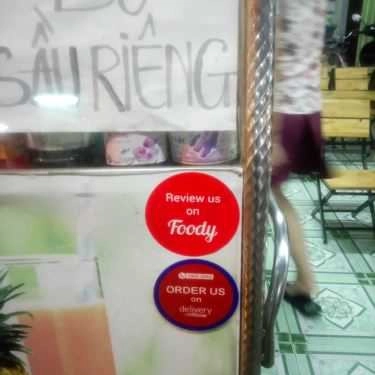 SẦU RIÊNG
Review us
on
Foody
ORDER US
on
delivery